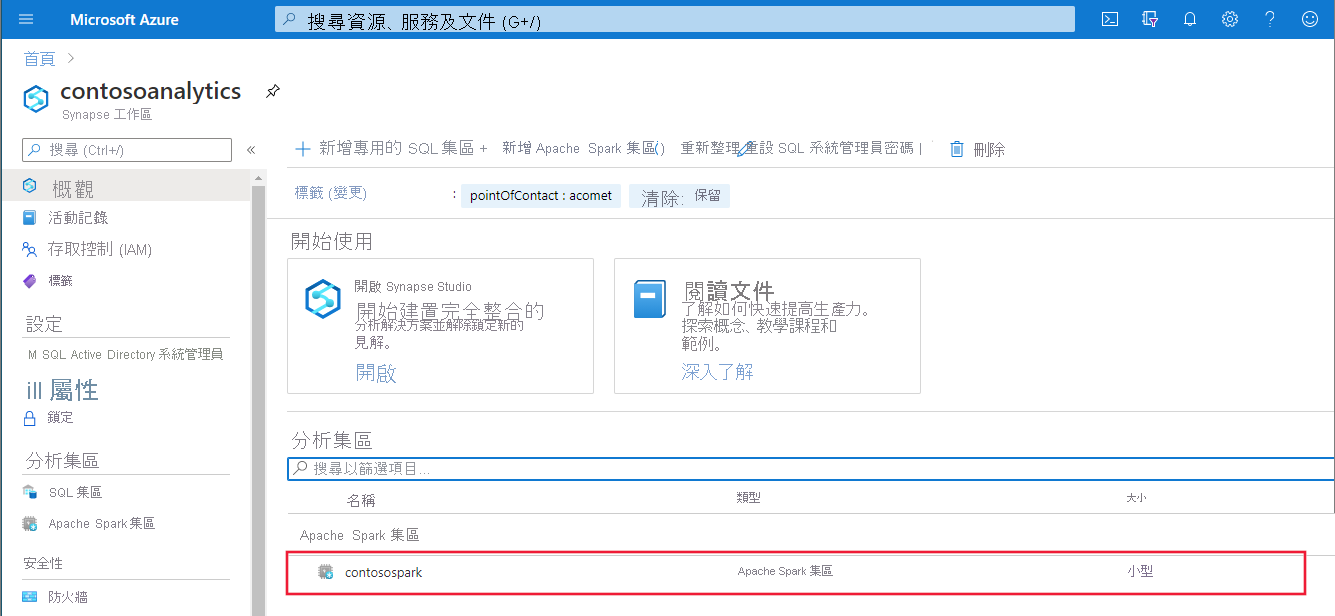 Microsoft Azure
搜尋資源、服務及文件 (G+/)
首頁
contosoanalytics
Synapse 工作區
搜尋 (Ctrl+/)
«
+ 新增專用的 SQL 集區 + 新增 Apache Spark 集區() 重新整理 重設 SQL 系統管理員密碼 | 刪除
概觀
活動記錄
存取控制 (IAM)
標籤
設定
M SQL Active Directory 系統管理員
ill 屬性
鎖定
分析集區
SQL 集區
Apache Spark集區
安全性
防火牆
標籤 (變更) : pointOfContact : acomet 清除: 保留
開始使用
開啟 Synapse Studio
開始建置完全整合的
分析解決方案並解除鎖定新的
見解。
開啟
閱讀文件
了解如何快速提高生產力。
探索概念、教學課程和
範例。
深入了解
分析集區
搜尋以篩選項目...
名稱 類型 大小
Apache Spark 集區
contosospark Apache Spark 集區 小型